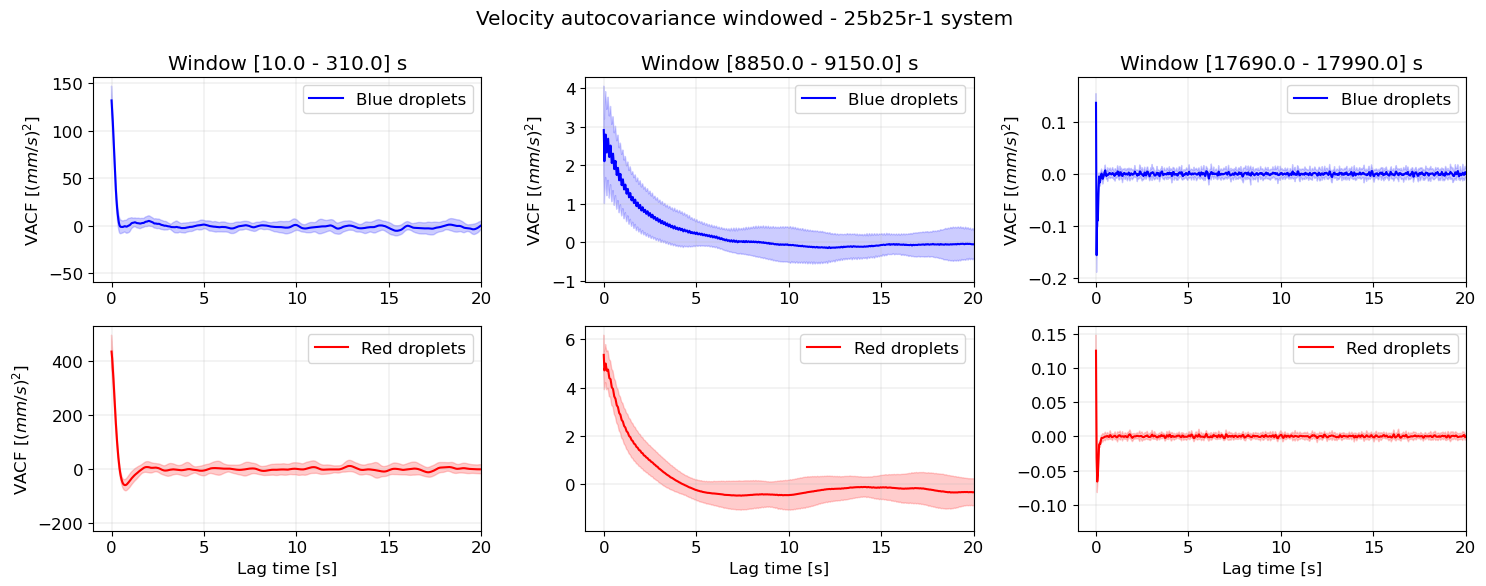 Velocity autocovariance windowed - 25b25r-1 system
Window [10.0 - 310.0] s
Window [8850.0 - 9150.0] s
Window [17690.0 - 17990.0] s
VACF [(mm/s)²]
150
100
50
0
−50
0 5 10 15 20
Blue droplets
VACF [(mm/s)²]
4
3
2
1
0
−1
0 5 10 15 20
Blue droplets
VACF [(mm/s)²]
0.1
0.0
−0.1
−0.2
0 5 10 15 20
Blue droplets
VACF [(mm/s)²]
400
200
0
−200
0 5 10 15 20
Lag time [s]
Red droplets
6
4
2
0
0 5 10 15 20
Lag time [s]
Red droplets
0.15
0.10
0.05
0.00
−0.05
−0.10
0 5 10 15 20
Lag time [s]
Red droplets